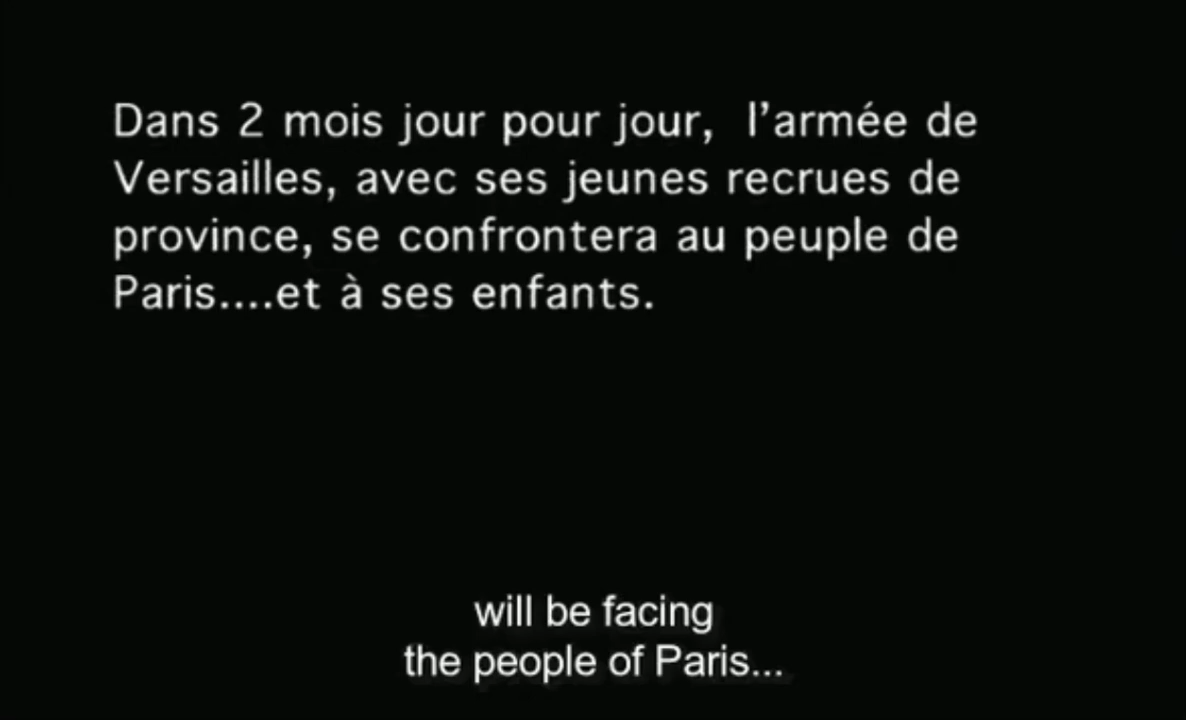 Dans 2 mois jour pour jour,  l’armée de
Versailles, avec ses jeunes recrues de
province, se confrontera au peuple de
Paris....et à ses enfants.
will be facing
the people of Paris...